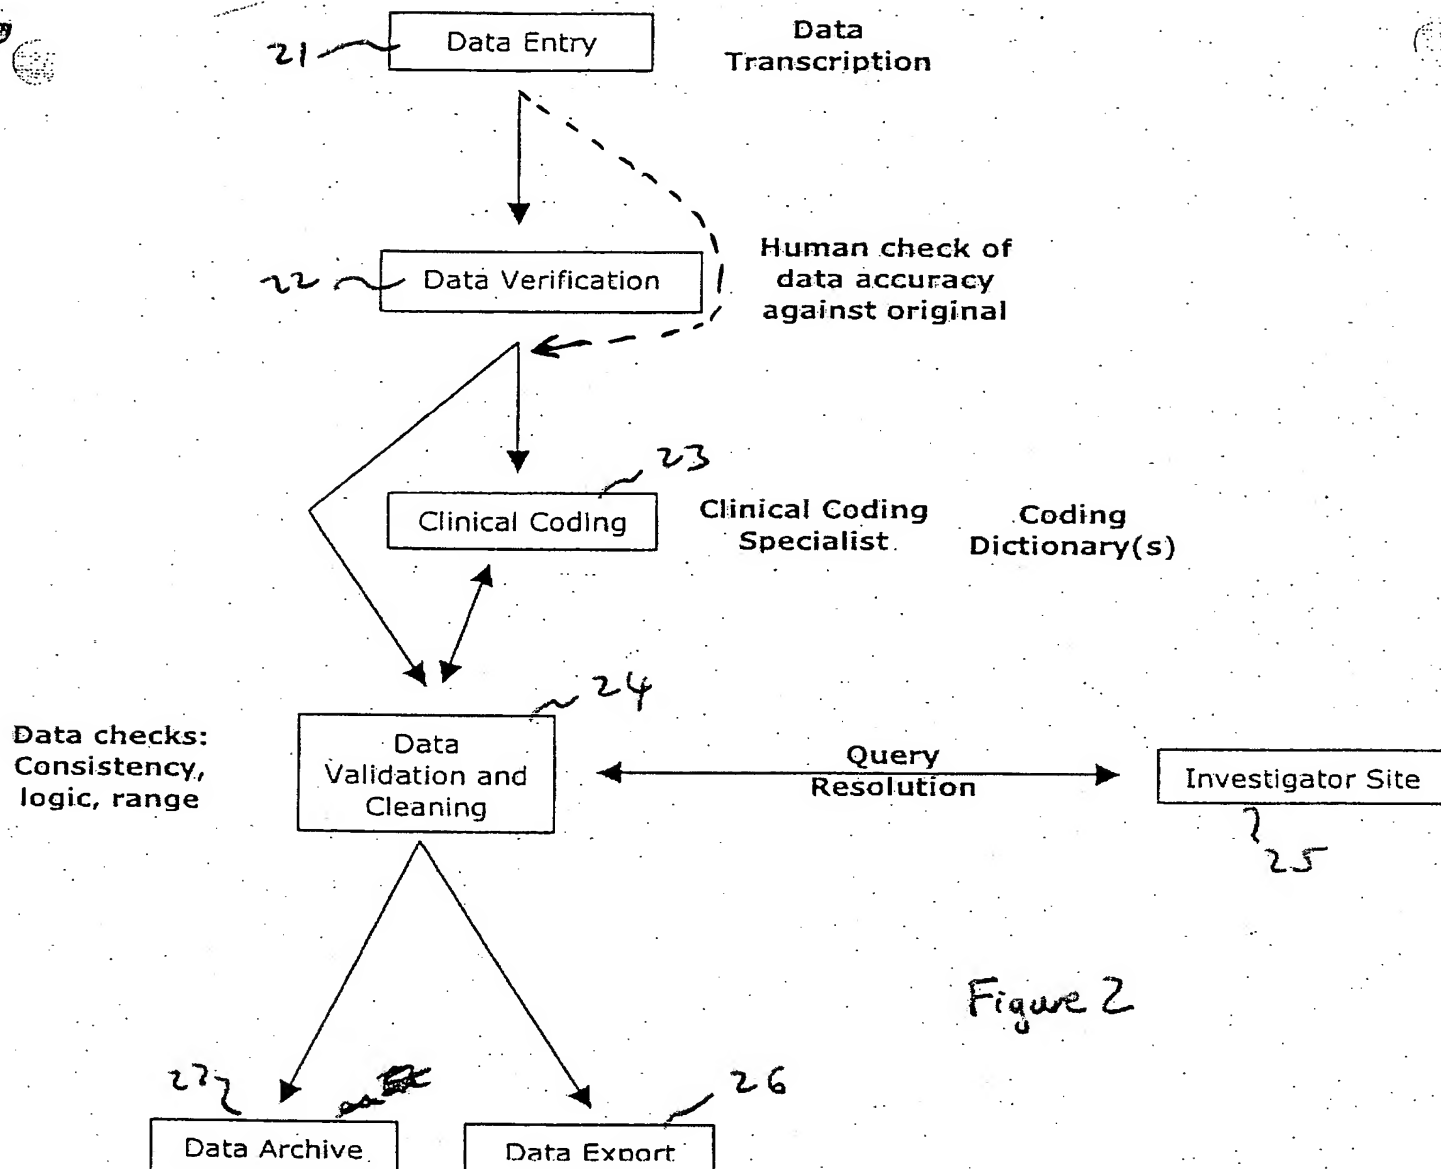 21
Data Entry
Data
Transcription
22
Data Verification
Human check of
data accuracy
against original
23
Clinical Coding
Clinical Coding
Specialist
Coding
Dictionary(s)
24
Data checks:
Consistency,
logic, range
Data
Validation and
Cleaning
Query
Resolution
Investigator Site
25
Figure 2
27
26
Data Archive
Data Export